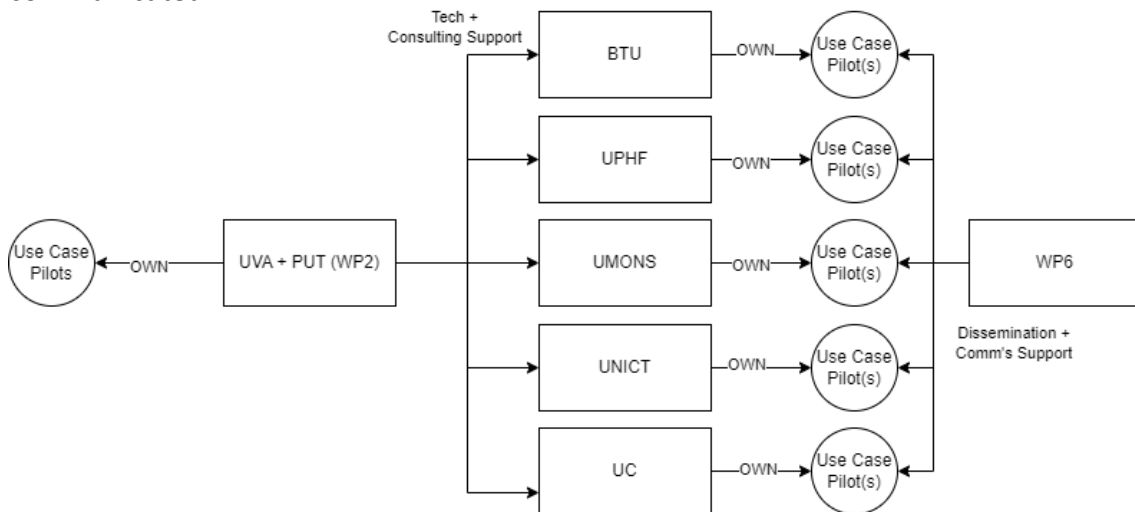 Tech +
Consulting Support
BTU
OWN
Use Case
Pilot(s)
UPHF
OWN
Use Case
Pilot(s)
Use Case
Pilots
OWN
UVA + PUT (WP2)
UMONS
OWN
Use Case
Pilot(s)
WP6
Dissemination +
Comm's Support
UNICT
OWN
Use Case
Pilot(s)
UC
OWN
Use Case
Pilot(s)